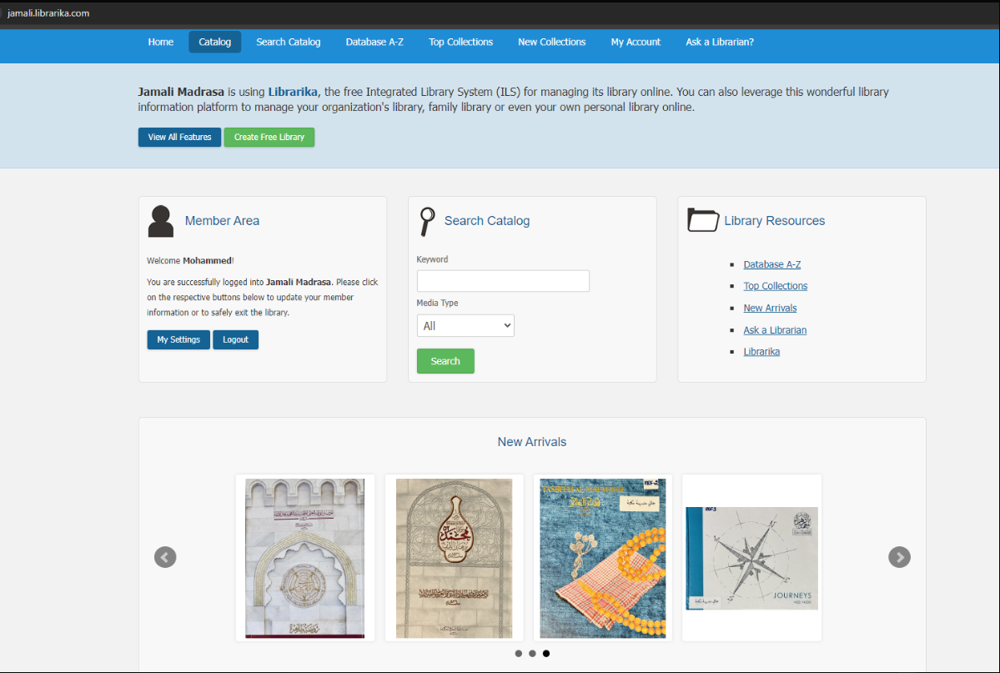 jamali.librarika.com
Home Catalog Search Catalog Database A-Z Top Collections New Collections My Account Ask a Librarian?
Jamali Madrasa is using Librarika, the free Integrated Library System (ILS) for managing its library online. You can also leverage this wonderful library
information platform to manage your organization's library, family library or even your own personal library online.
View All Features Create Free Library
Member Area
Welcome Mohammed!
You are successfully logged into Jamali Madrasa. Please click
on the respective buttons below to update your member
information or to safely exit the library.
My Settings Logout
Search Catalog
Keyword
Media Type
All
Search
Library Resources
Database A-Z
Top Collections
New Arrivals
Ask a Librarian
Librarika
New Arrivals
محمد
JOURNEYS